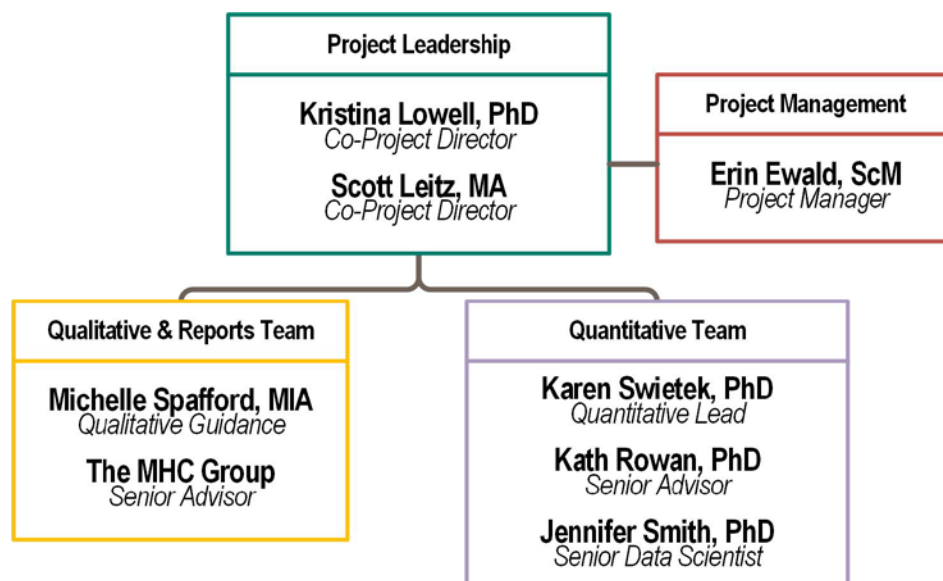 Project Leadership
Kristina Lowell, PhD
Co-Project Director
Scott Leitz, MA
Co-Project Director
Project Management
Erin Ewald, ScM
Project Manager
Qualitative & Reports Team
Michelle Spafford, MIA
Qualitative Guidance
The MHC Group
Senior Advisor
Quantitative Team
Karen Swietek, PhD
Quantitative Lead
Kath Rowan, PhD
Senior Advisor
Jennifer Smith, PhD
Senior Data Scientist